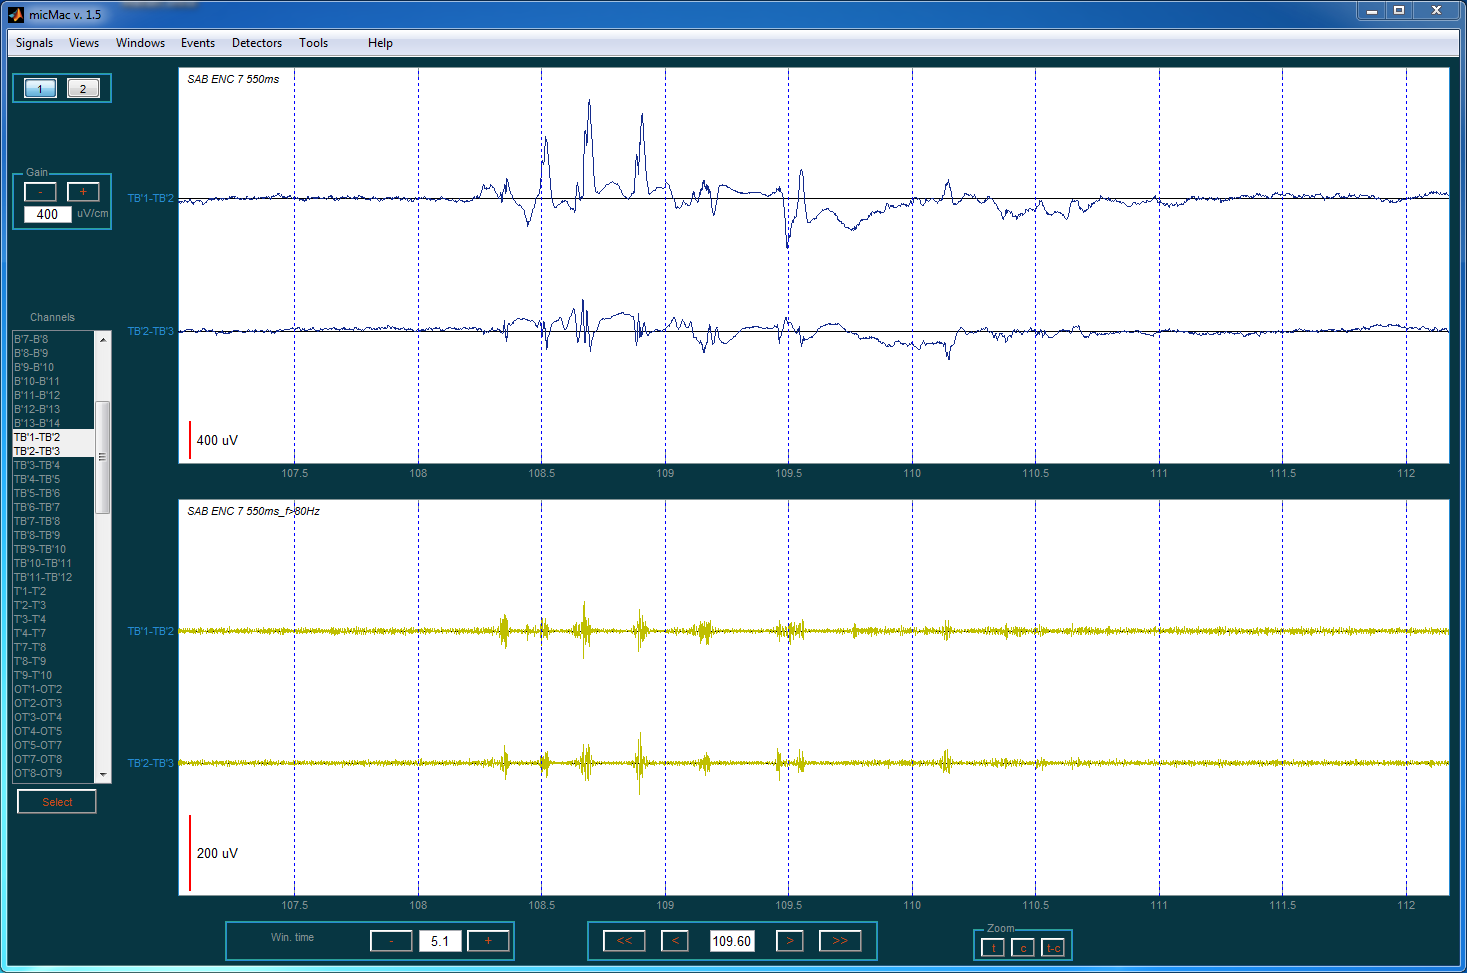 micMac v. 1.5
Signals Views Windows Events Detectors Tools Help
1 2
SAB ENC 7 550ms
Gain
- +
400 uV/cm
TB'1-TB'2
TB'2-TB'3
400 uV
107.5 108 108.5 109 109.5 110 110.5 111 111.5 112
Channels
B'7-B'8
B'8-B'9
B'9-B'10
B'10-B'11
B'11-B'12
B'12-B'13
B'13-B'14
TB'1-TB'2
TB'2-TB'3
TB'3-TB'4
TB'4-TB'5
TB'5-TB'6
TB'6-TB'7
TB'7-TB'8
TB'8-TB'9
TB'9-TB'10
TB'10-TB'11
TB'11-TB'12
T'1-T'2
T'2-T'3
T'3-T'4
T'4-T'7
T'7-T'8
T'8-T'9
T'9-T'10
OT'1-OT'2
OT'2-OT'3
OT'3-OT'4
OT'4-OT'5
OT'5-OT'7
OT'7-OT'8
OT'8-OT'9
Select
SAB ENC 7 550ms_f>80Hz
TB'1-TB'2
TB'2-TB'3
200 uV
107.5 108 108.5 109 109.5 110 110.5 111 111.5 112
Win. time - 5.1 +
<< < 109.60 > >>
Zoom
t c t-c